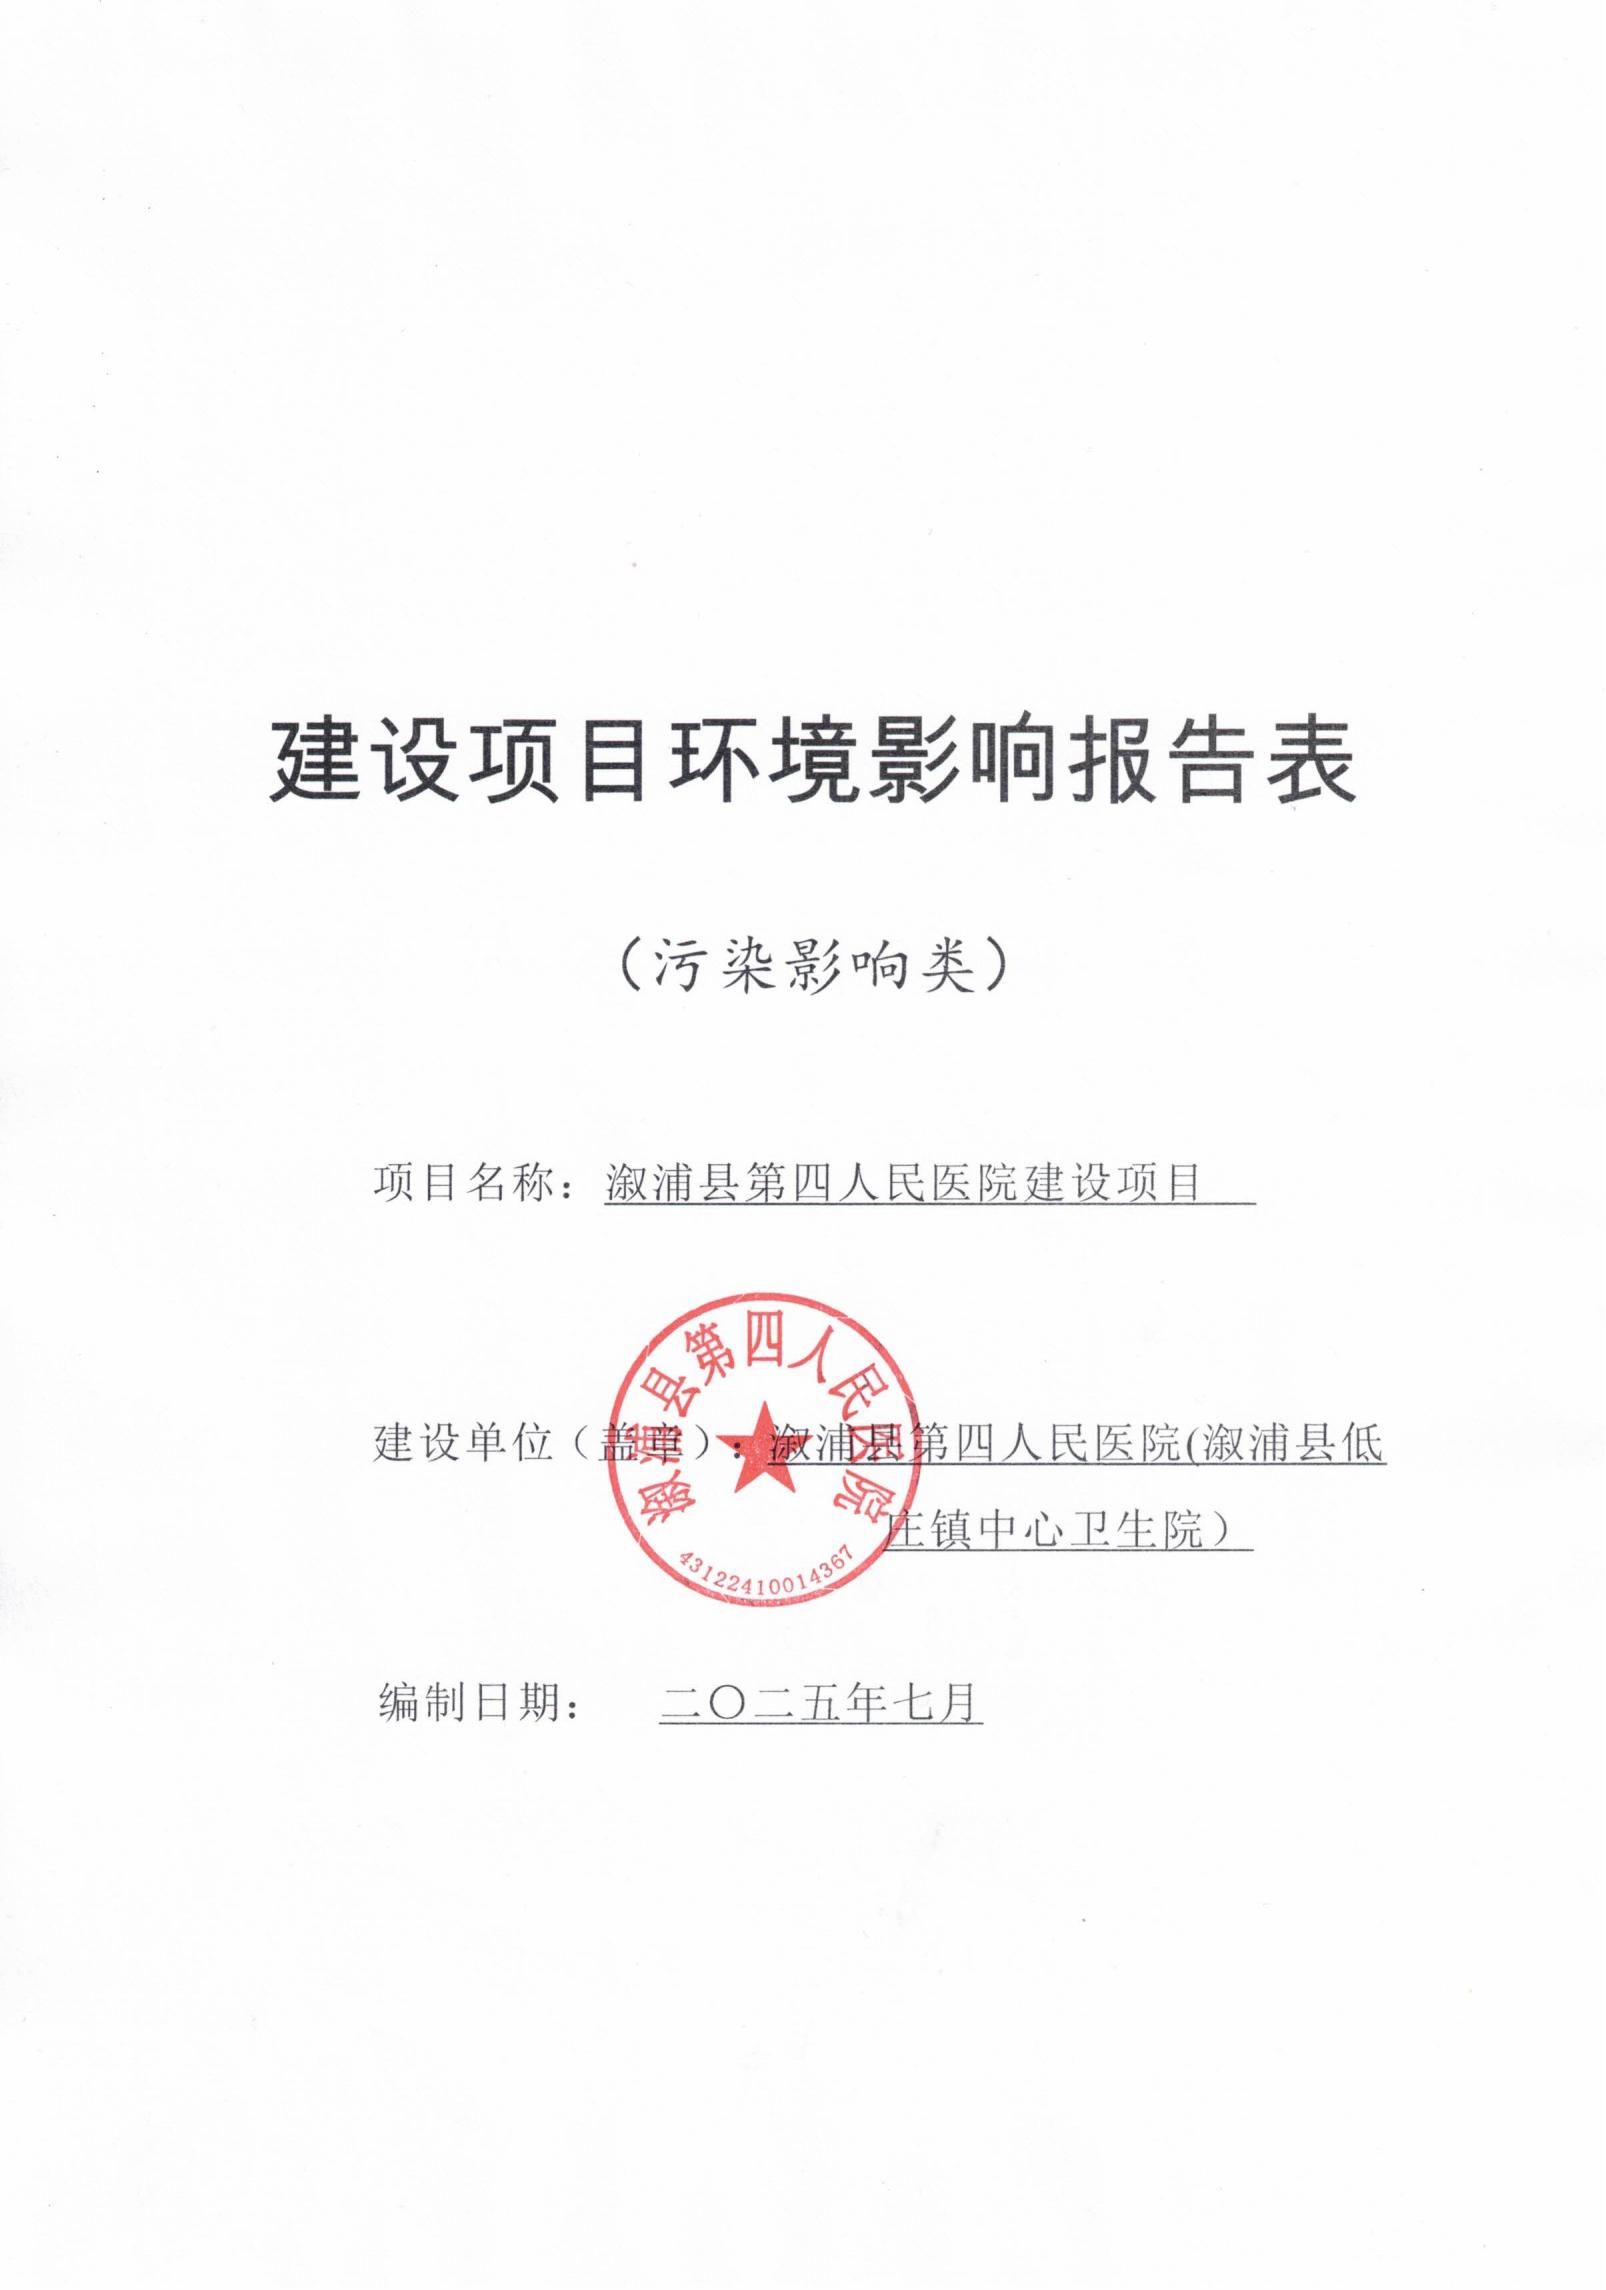 建设项目环境影响报告表
（污染影响类）
项目名称：溆浦县第四人民医院建设项目
溆浦县第四人民医院
建设单位（盖章）：溆浦县第四人民医院(溆浦县低
庄镇中心卫生院）
43122410014367
编制日期： 二〇二五年七月